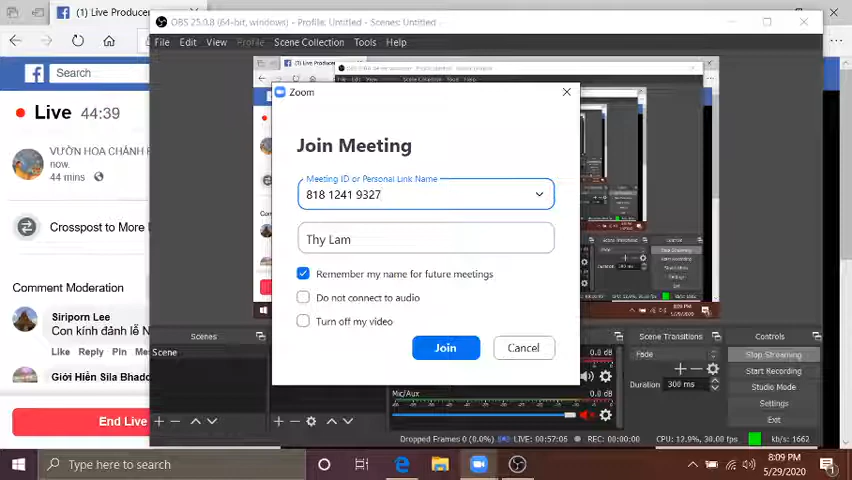 (1) Live Produce
OBS 25.0.8 (64-bit, windows) - Profile: Untitled - Scenes: Untitled
File Edit View Profile Scene Collection Tools Help
Search
Live 44:39
VƯỜN HOA CHÁNH
now.
44 mins
Crosspost to More
Comment Moderation
Siriporn Lee
Con kính đảnh lễ N
Like Reply Pin
Giới Hiền Sila Bhad
End Live
Zoom
Join Meeting
Meeting ID or Personal Link Name
818 1241 9327
Thy Lam
Remember my name for future meetings
Do not connect to audio
Turn off my video
Join Cancel
Scenes
Scene
Scene Transitions
Fade
Duration 300 ms
Controls
Stop Streaming
Start Recording
Studio Mode
Settings
Exit
0.0 dB
Mic/Aux 0.0 dB
Dropped Frames 0 (0.0%) LIVE: 00:57:06 REC: 00:00:00 CPU: 12.9%, 30.00 fps kb/s: 1662
Type here to search
8:09 PM
5/29/2020
1